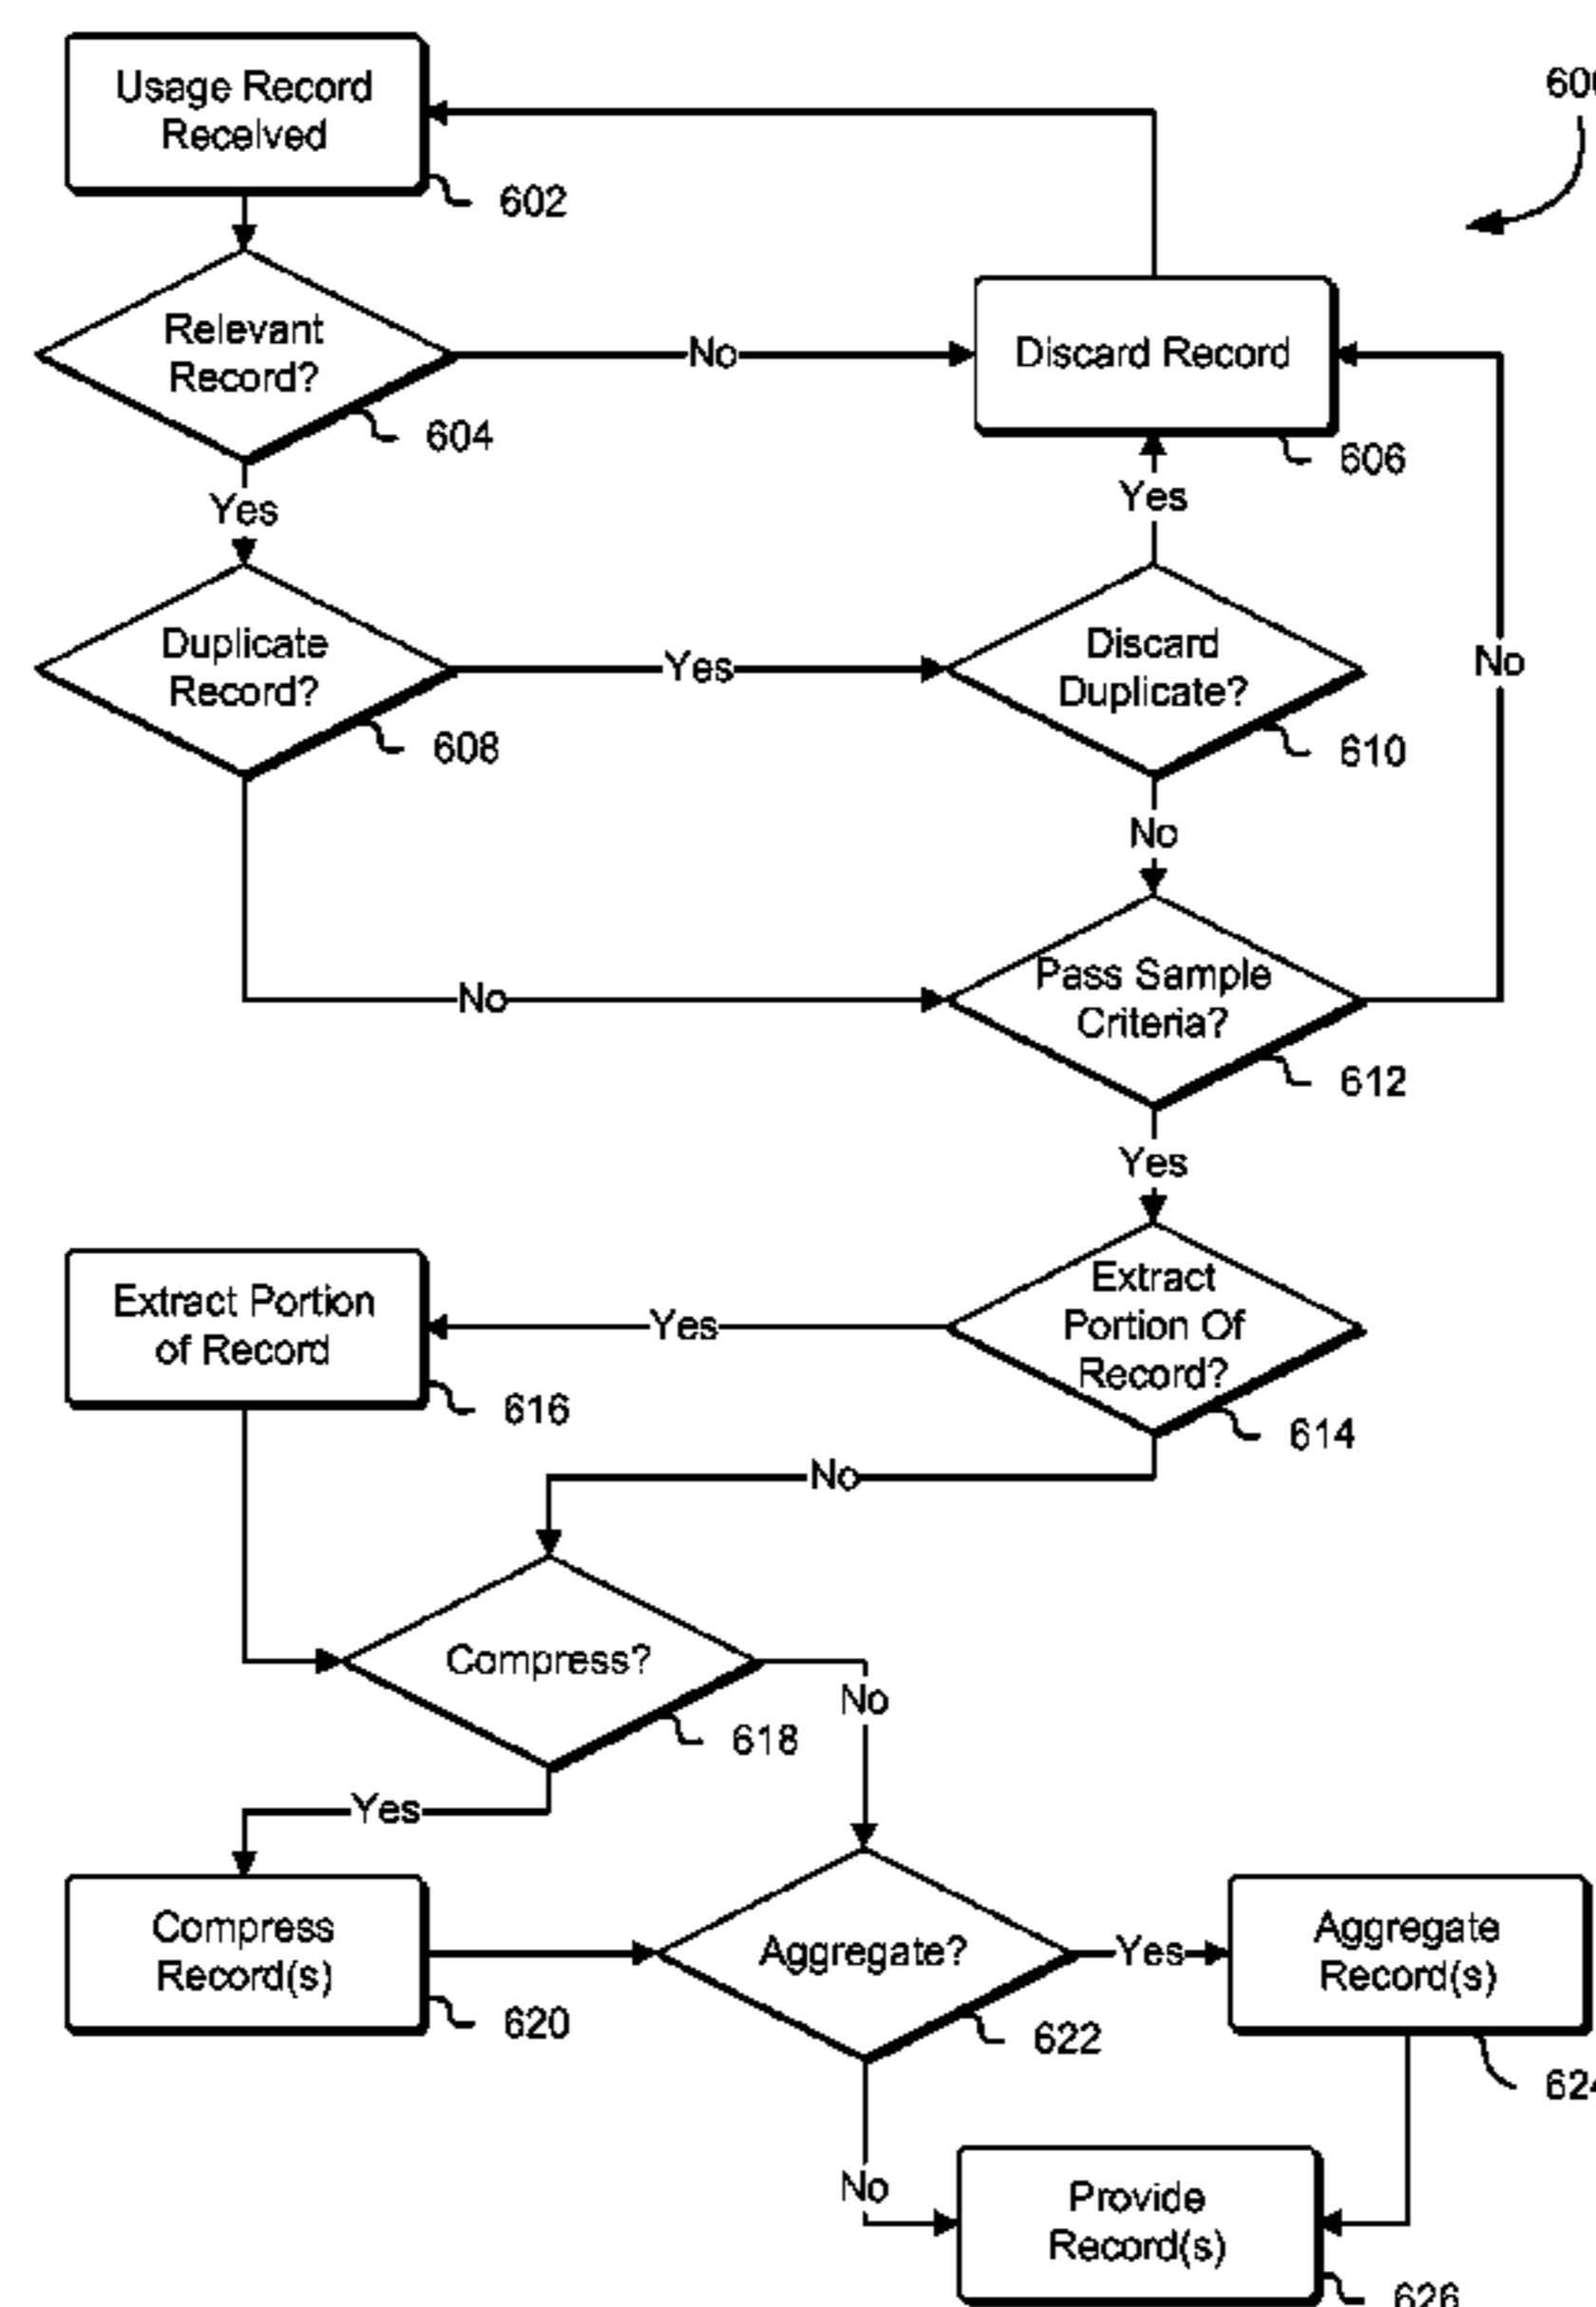 Usage Record
Received
602
600
Relevant
Record?
604
No
Discard Record
606
Yes
Yes
Duplicate
Record?
608
Yes
Discard
Duplicate?
610
No
No
No
Pass Sample
Criteria?
612
Yes
Extract Portion
of Record
616
Yes
Extract
Portion Of
Record?
614
No
Compress?
618
No
Yes
Compress
Record(s)
620
Aggregate?
622
Yes
Aggregate
Record(s)
624
No
Provide
Record(s)
626